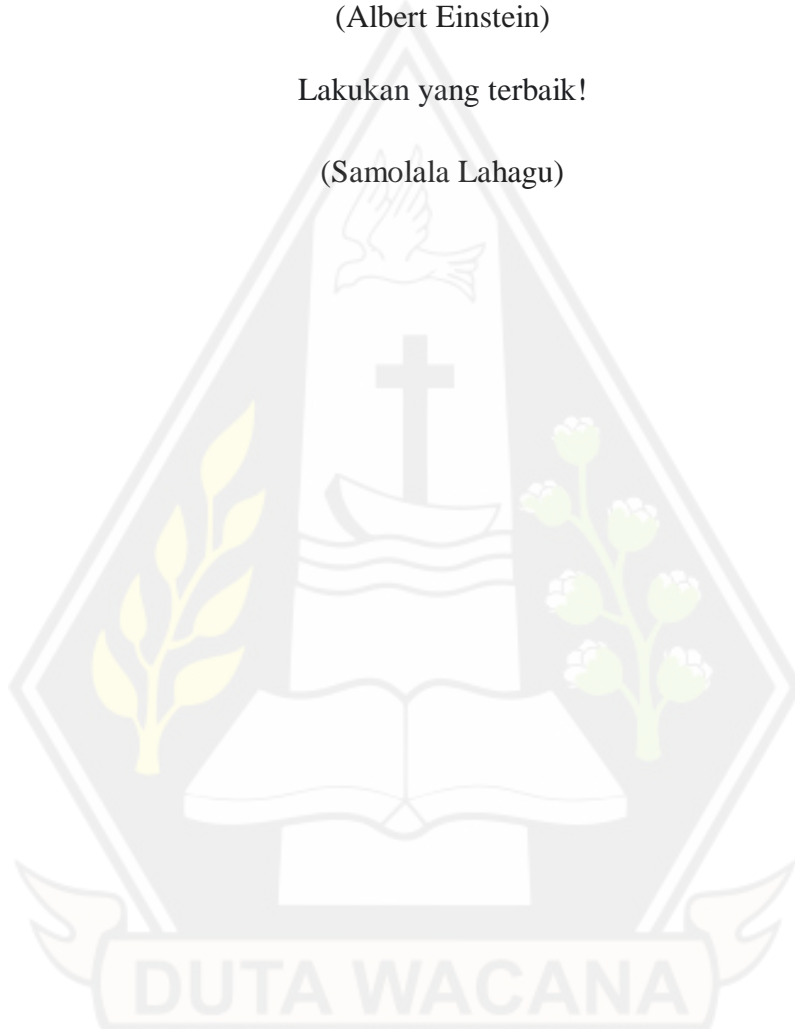 (Albert Einstein)
Lakukan yang terbaik!
(Samolala Lahagu)
DUTA WACANA